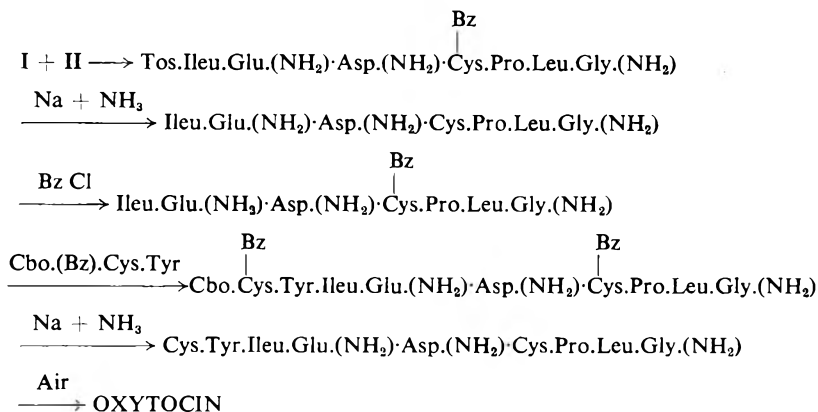 Bz
I + II ⟶ Tos.Ileu.Glu.(NH₂)·Asp.(NH₂)·Cys.Pro.Leu.Gly.(NH₂)
Na + NH₃
Ileu.Glu.(NH₂)·Asp.(NH₂)·Cys.Pro.Leu.Gly.(NH₂)
Bz
Bz Cl
Ileu.Glu.(NH₃)·Asp.(NH₂)·Cys.Pro.Leu.Gly.(NH₂)
Bz Bz
Cbo.(Bz).Cys.Tyr
Cbo.Cys.Tyr.Ileu.Glu.(NH₂)·Asp.(NH₂)·Cys.Pro.Leu.Gly.(NH₂)
Na + NH₃
Cys.Tyr.Ileu.Glu.(NH₂)·Asp.(NH₂)·Cys.Pro.Leu.Gly.(NH₂)
Air
OXYTOCIN